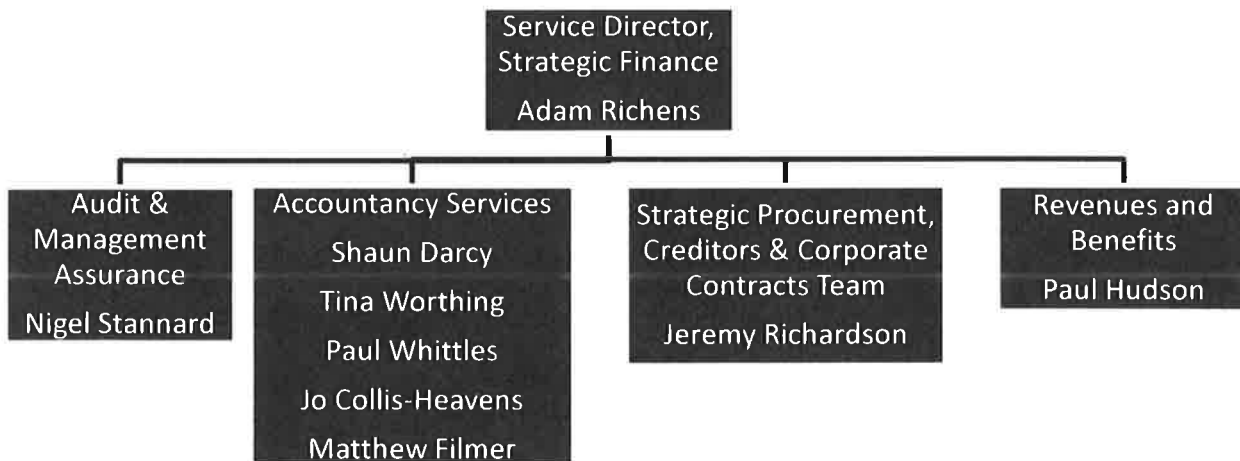 Service Director,
Strategic Finance
Adam Richens
Audit &
Management
Assurance
Nigel Stannard
Accountancy Services
Shaun Darcy
Tina Worthing
Paul Whittles
Jo Collis-Heavens
Matthew Filmer
Strategic Procurement,
Creditors & Corporate
Contracts Team
Jeremy Richardson
Revenues and
Benefits
Paul Hudson